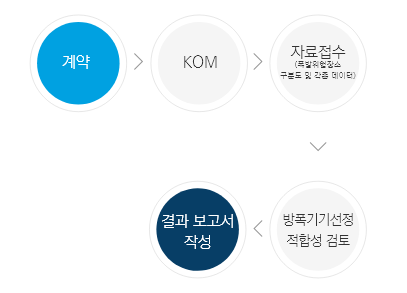 계약
KOM
자료접수
(폭발위험장소
구분도 및 각종 데이터)
방폭기기선정
적합성 검토
결과 보고서
작성